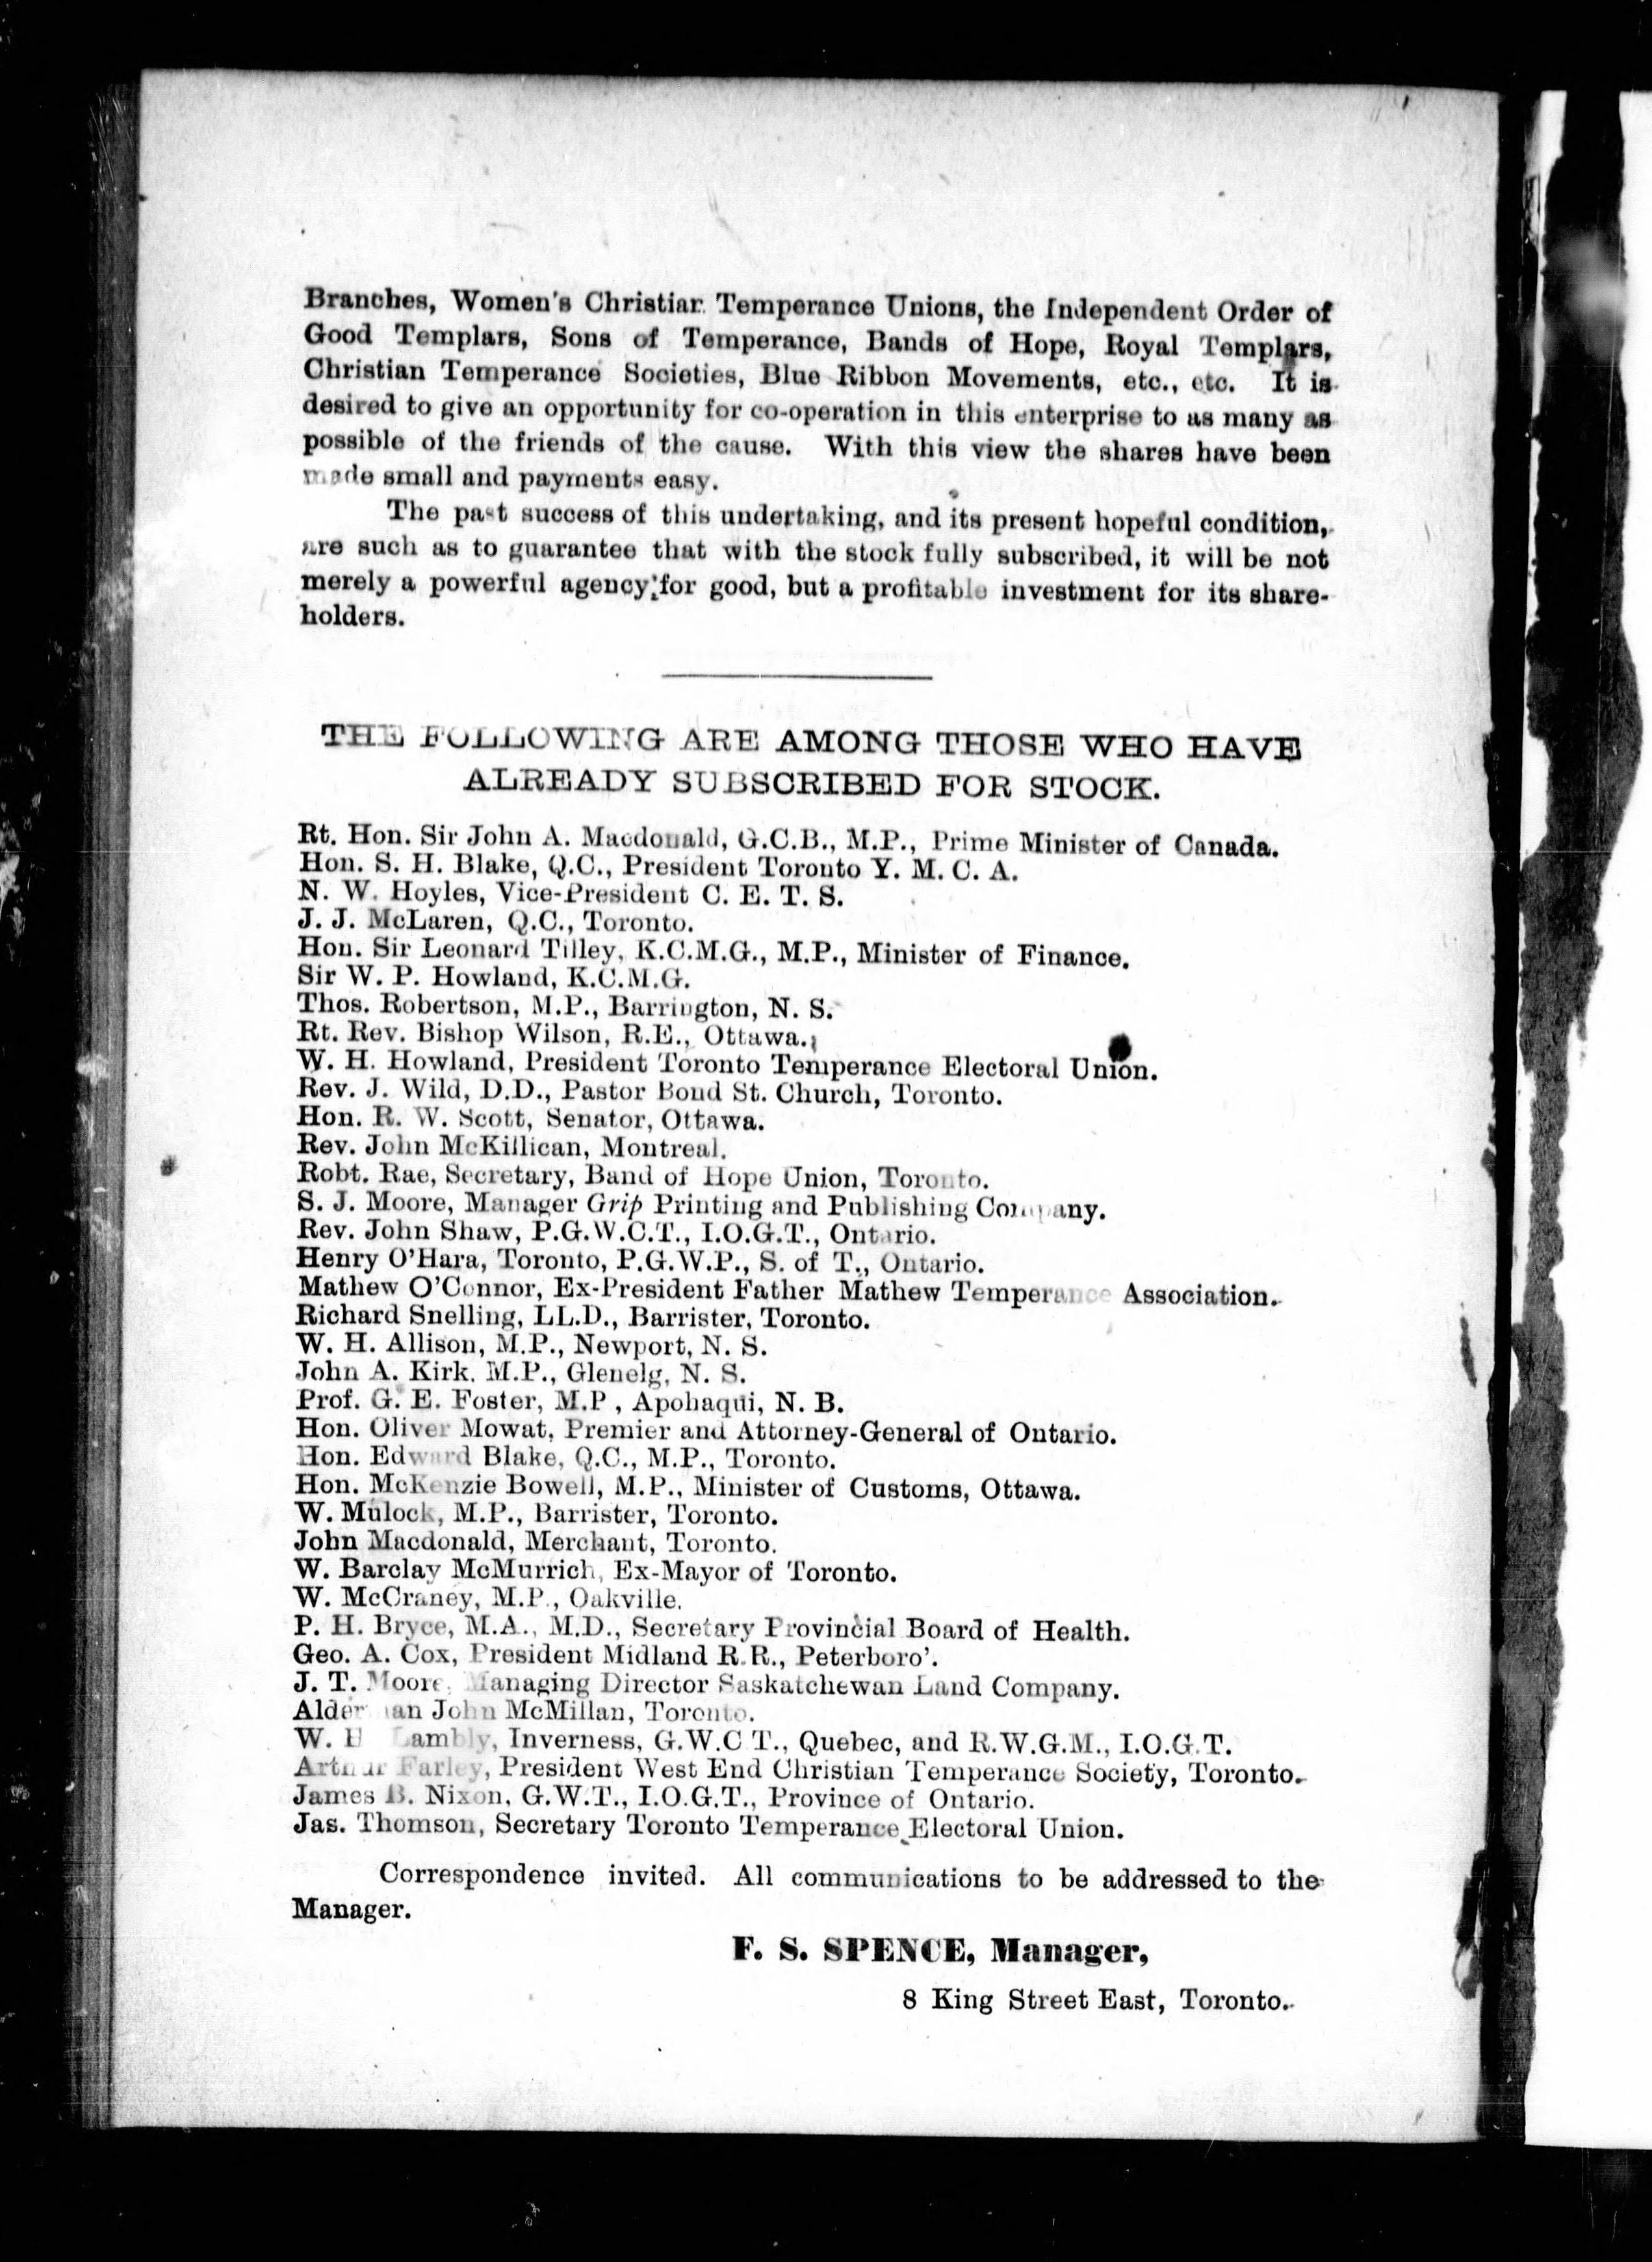 Branches, Women's Christian Temperance Unions, the Independent Order of
Good Templars, Sons of Temperance, Bands of Hope, Royal Templars,
Christian Temperance Societies, Blue Ribbon Movements, etc., etc. It is
desired to give an opportunity for co-operation in this enterprise to as many as
possible of the friends of the cause. With this view the shares have been
made small and payments easy.
The past success of this undertaking, and its present hopeful condition,
are such as to guarantee that with the stock fully subscribed, it will be not
merely a powerful agency for good, but a profitable investment for its share-
holders.
THE FOLLOWING ARE AMONG THOSE WHO HAVE
ALREADY SUBSCRIBED FOR STOCK.
Rt. Hon. Sir John A. Macdonald, G.C.B., M.P., Prime Minister of Canada.
Hon. S. H. Blake, Q.C., President Toronto Y. M. C. A.
N. W. Hoyles, Vice-President C. E. T. S.
J. J. McLaren, Q.C., Toronto.
Hon. Sir Leonard Tilley, K.C.M.G., M.P., Minister of Finance.
Sir W. P. Howland, K.C.M.G.
Thos. Robertson, M.P., Barrington, N. S.
Rt. Rev. Bishop Wilson, R.E., Ottawa.
W. H. Howland, President Toronto Temperance Electoral Union.
Rev. J. Wild, D.D., Pastor Bond St. Church, Toronto.
Hon. R. W. Scott, Senator, Ottawa.
Rev. John McKillican, Montreal.
Robt. Rae, Secretary, Band of Hope Union, Toronto.
S. J. Moore, Manager Grip Printing and Publishing Company.
Rev. John Shaw, P.G.W.C.T., I.O.G.T., Ontario.
Henry O'Hara, Toronto, P.G.W.P., S. of T., Ontario.
Mathew O'Connor, Ex-President Father Mathew Temperance Association.
Richard Snelling, LL.D., Barrister, Toronto.
W. H. Allison, M.P., Newport, N. S.
John A. Kirk, M.P., Glenelg, N. S.
Prof. G. E. Foster, M.P , Apohaqui, N. B.
Hon. Oliver Mowat, Premier and Attorney-General of Ontario.
Hon. Edward Blake, Q.C., M.P., Toronto.
Hon. McKenzie Bowell, M.P., Minister of Customs, Ottawa.
W. Mulock, M.P., Barrister, Toronto.
John Macdonald, Merchant, Toronto.
W. Barclay McMurrich, Ex-Mayor of Toronto.
W. McCraney, M.P., Oakville.
P. H. Bryce, M.A., M.D., Secretary Provincial Board of Health.
Geo. A. Cox, President Midland R.R., Peterboro'.
J. T. Moore, Managing Director Saskatchewan Land Company.
Alderman John McMillan, Toronto.
W. Lambly, Inverness, G.W.C T., Quebec, and R.W.G.M., I.O.G.T.
Arthur Farley, President West End Christian Temperance Society, Toronto.
James B. Nixon, G.W.T., I.O.G.T., Province of Ontario.
Jas. Thomson, Secretary Toronto Temperance Electoral Union.
Correspondence invited. All communications to be addressed to the
Manager.
F. S. SPENCE, Manager,
8 King Street East, Toronto.